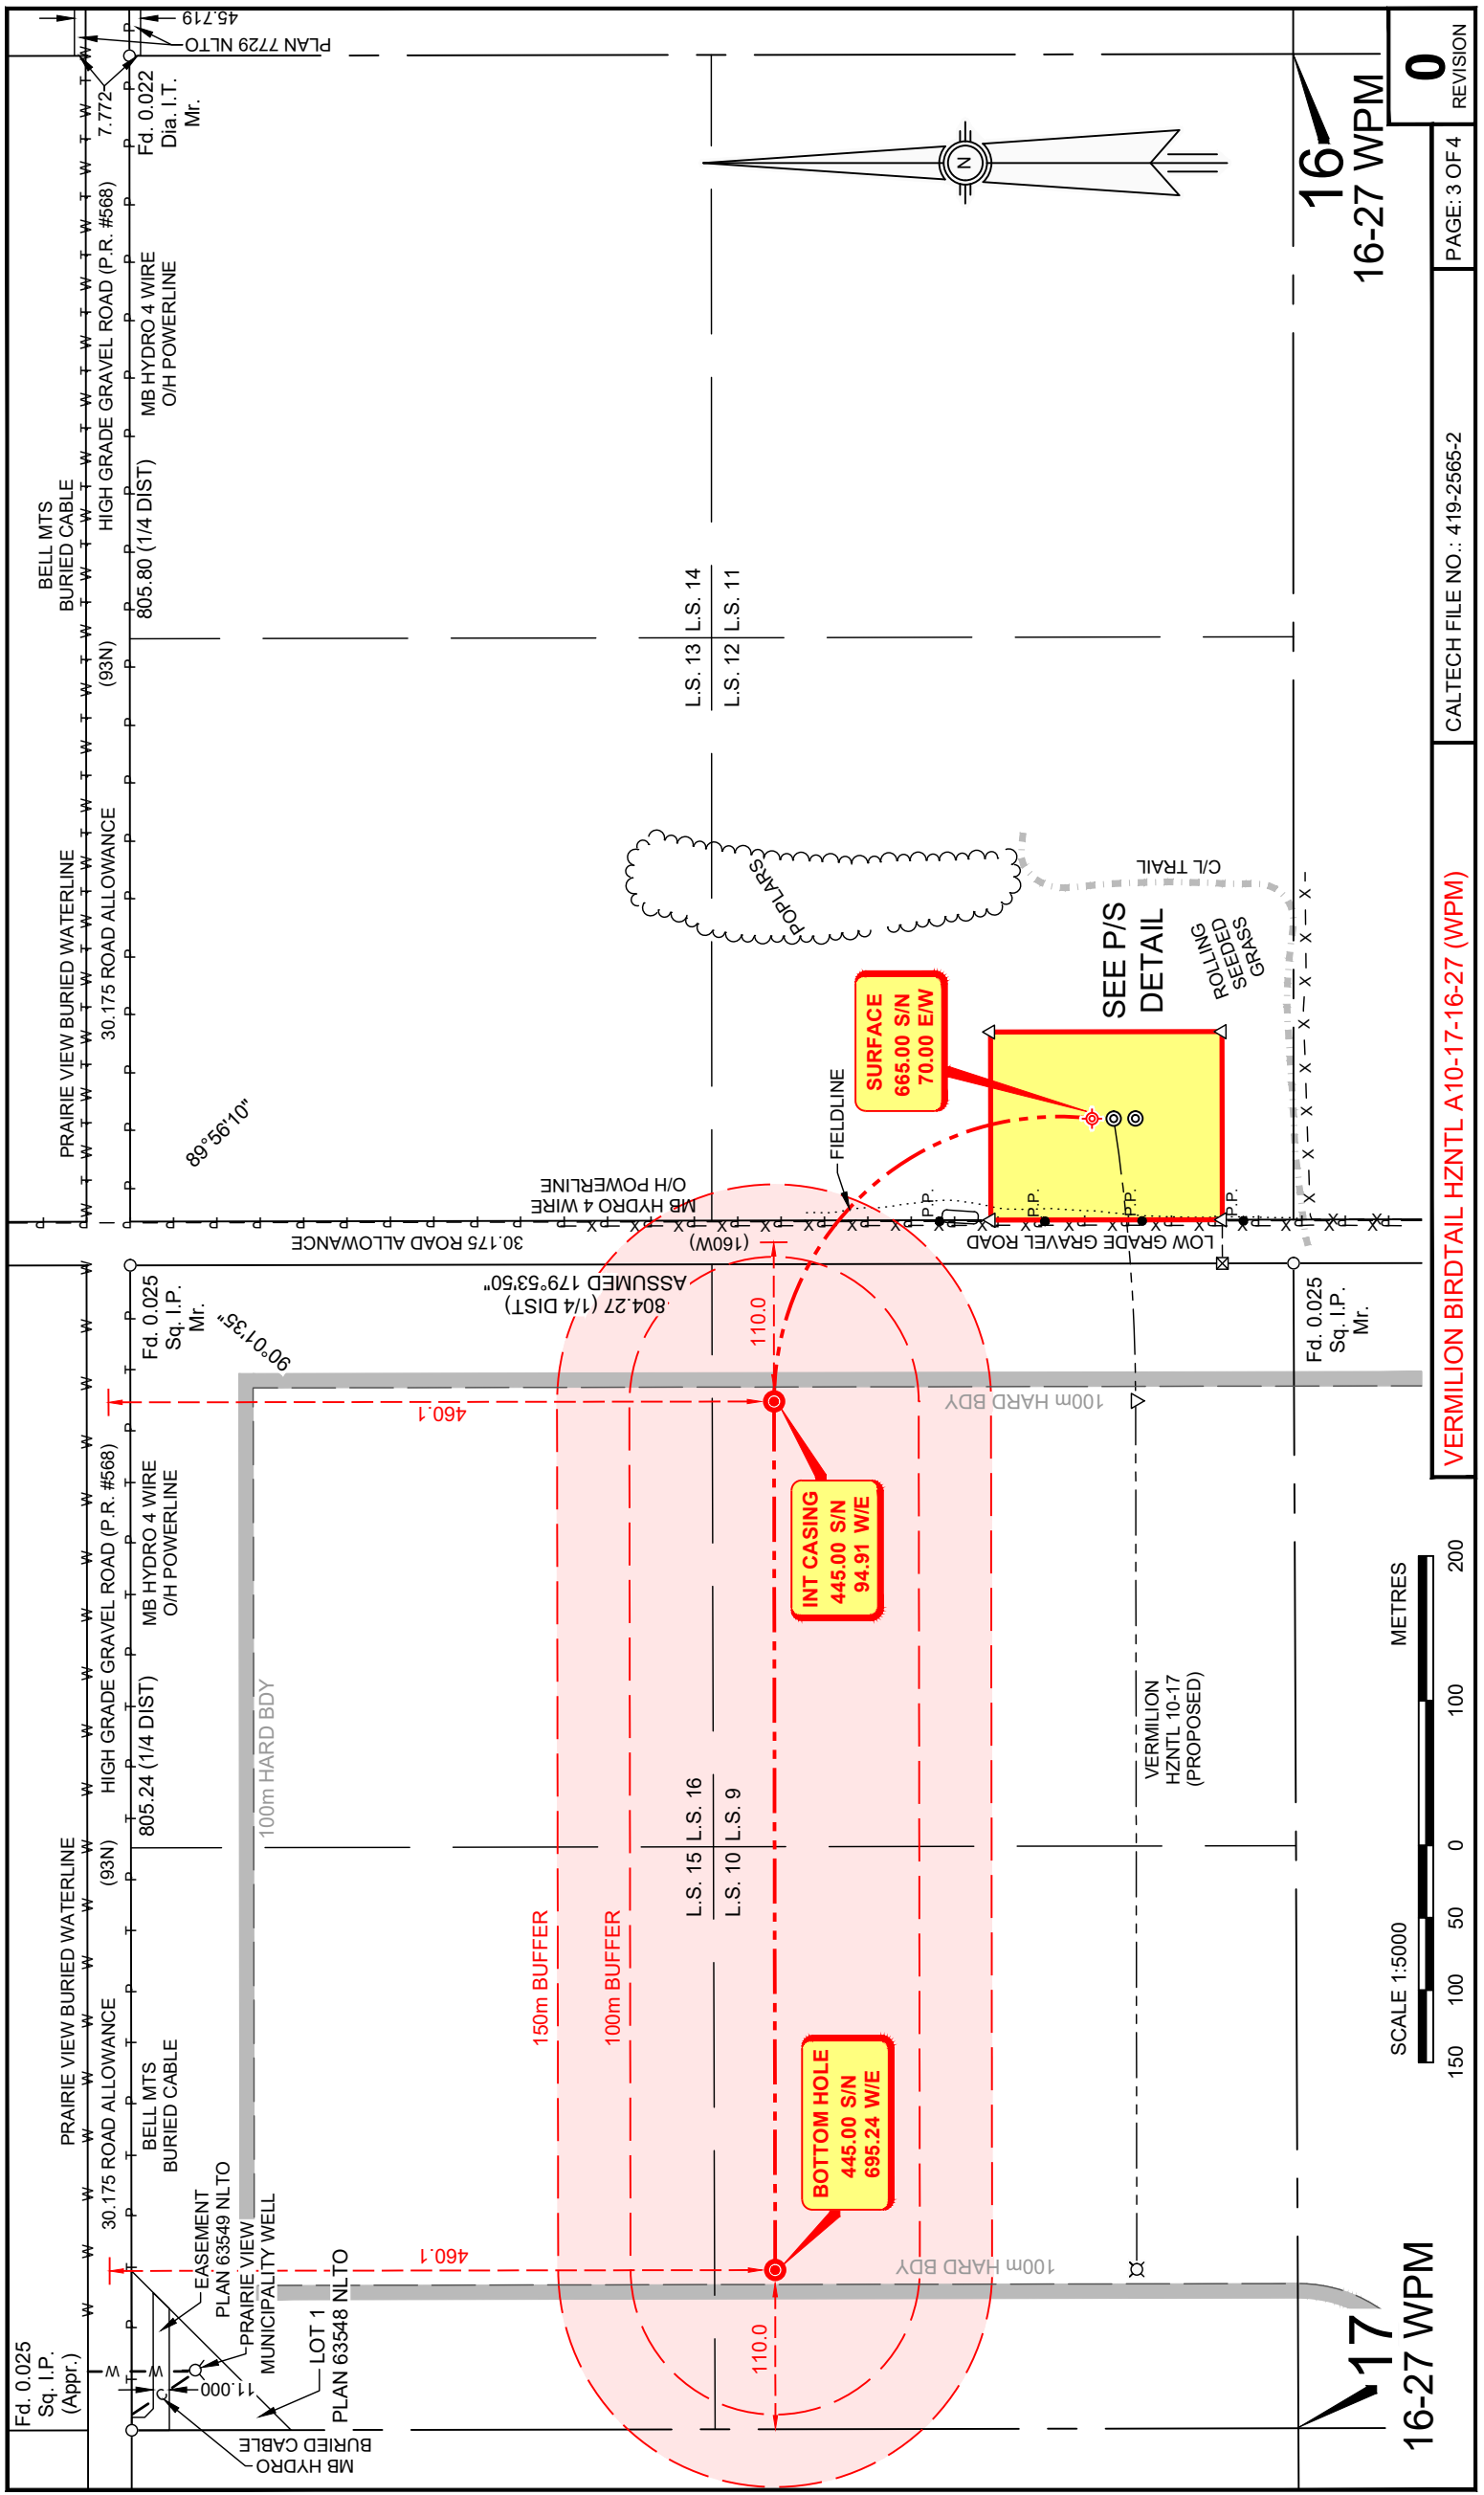 Fd. 0.025
Sq. I.P.
(Appr.)
PRAIRIE VIEW BURIED WATERLINE
30.175 ROAD ALLOWANCE
(93N)
HIGH GRADE GRAVEL ROAD (P.R. #568)
BELL MTS
BURIED CABLE
805.24 (1/4 DIST)
MB HYDRO 4 WIRE
O/H POWERLINE
Fd. 0.025
Sq. I.P.
Mr.
90°01'35"
EASEMENT
PLAN 63549 NLTO
PRAIRIE VIEW
MUNICIPALITY WELL
LOT 1
PLAN 63548 NLTO
11.000
MB HYDRO
BURIED CABLE
100m HARD BDY
460.1
460.1
PRAIRIE VIEW BURIED WATERLINE
30.175 ROAD ALLOWANCE
(93N)
BELL MTS
BURIED CABLE
HIGH GRADE GRAVEL ROAD (P.R. #568)
805.80 (1/4 DIST)
MB HYDRO 4 WIRE
O/H POWERLINE
7.772
Fd. 0.022
Dia. I.T.
Mr.
PLAN 7729 NLTO
45.719
89°56'10"
30.175 ROAD ALLOWANCE
(160W)
LOW GRADE GRAVEL ROAD
804.27 (1/4 DIST)
ASSUMED 179°53'50"
MB HYDRO 4 WIRE
O/H POWERLINE
150m BUFFER
100m BUFFER
L.S. 15
L.S. 16
L.S. 10
L.S. 9
L.S. 13
L.S. 14
L.S. 12
L.S. 11
110.0
110.0
BOTTOM HOLE
445.00 S/N
695.24 W/E
INT CASING
445.00 S/N
94.91 W/E
SURFACE
665.00 S/N
70.00 E/W
FIELDLINE
POPLARS
P.P.
P.P.
P.P.
P.P.
SEE P/S
DETAIL
ROLLING
SEEDED
GRASS
C/L TRAIL
N
100m HARD BDY
100m HARD BDY
VERMILION
HZNTL 10-17
(PROPOSED)
Fd. 0.025
Sq. I.P.
Mr.
17
16-27 WPM
16
16-27 WPM
SCALE 1:5000
METRES
150
100
50
0
100
200
VERMILION BIRDTAIL HZNTL A10-17-16-27 (WPM)
CALTECH FILE NO.: 419-2565-2
PAGE: 3 OF 4
0
REVISION